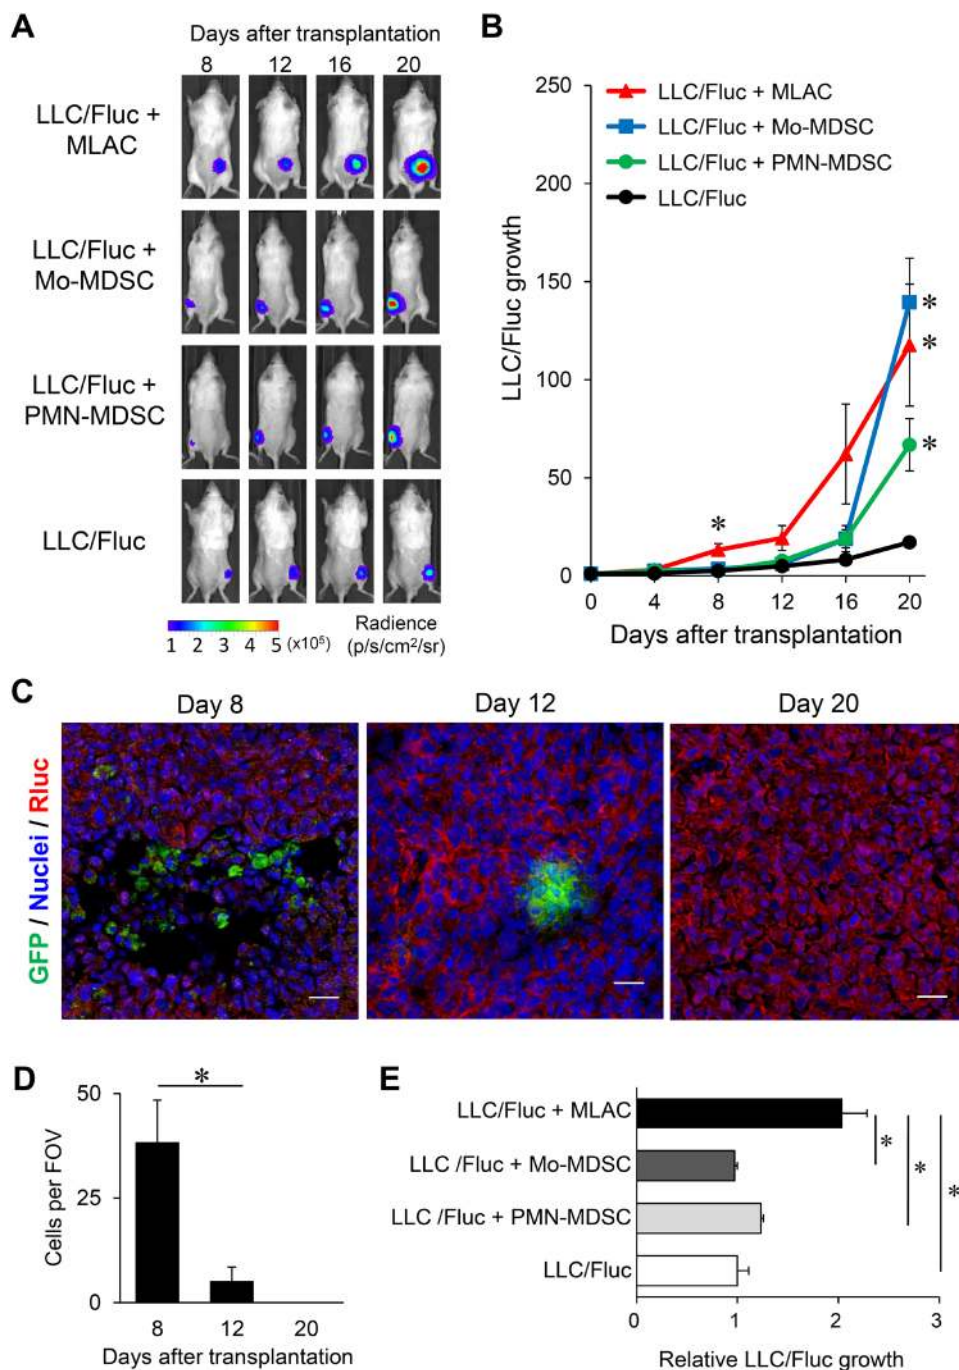 A
Days after transplantation
8 12 16 20
LLC/Fluc +
MLAC
LLC/Fluc +
Mo-MDSC
LLC/Fluc +
PMN-MDSC
LLC/Fluc
1 2 3 4 5 (x10⁵)
Radience
(p/s/cm²/sr)
B
250
200
150
100
50
0
LLC/Fluc growth
LLC/Fluc + MLAC
LLC/Fluc + Mo-MDSC
LLC/Fluc + PMN-MDSC
LLC/Fluc
*
*
*
*
0 4 8 12 16 20
Days after transplantation
C
Day 8 Day 12 Day 20
GFP / Nuclei / Rluc
D
*
50
25
0
Cells per FOV
8 12 20
Days after transplantation
E
LLC/Fluc + MLAC
LLC /Fluc + Mo-MDSC
LLC /Fluc + PMN-MDSC
LLC/Fluc
*
*
*
0 1 2 3
Relative LLC/Fluc growth